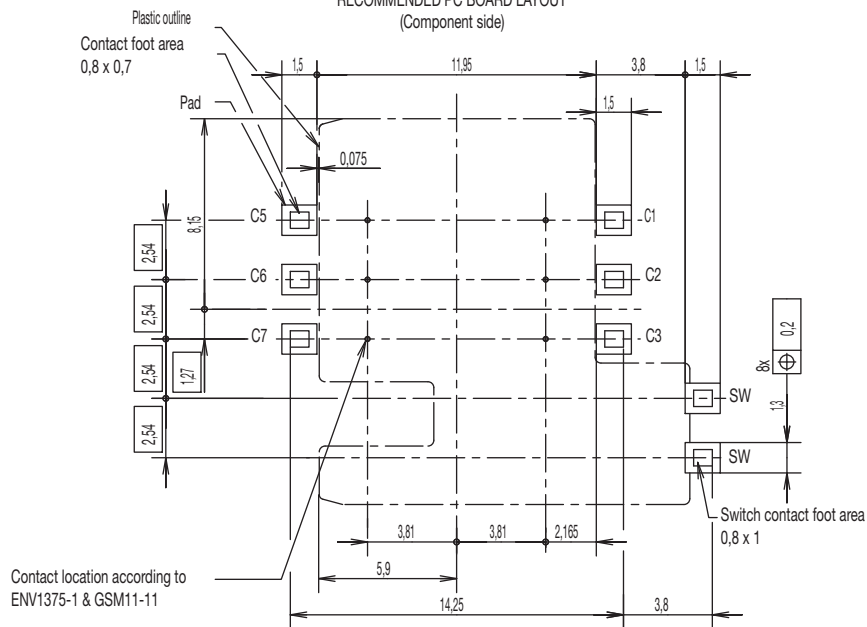 RECOMMENDED PC BOARD LAYOUT
(Component side)
Plastic outline
Contact foot area
0,8 x 0,7
Pad
1,5
11,95
3,8
1,5
1,5
0,075
8,15
C5
C1
2,54
C6
C2
2,54
C7
C3
1,27
2,54
2,54
8x
0,2
SW
1,3
SW
Switch contact foot area
0,8 x 1
3,81
3,81
2,165
5,9
Contact location according to
ENV1375-1 & GSM11-11
14,25
3,8